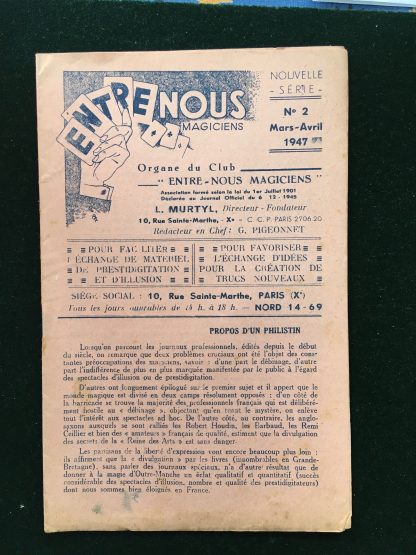 ENTRE NOUS
MAGICIENS
NOUVELLE
- SÉRIE -
N° 2
Mars-Avril
1947
Organe du Club
" ENTRE-NOUS MAGICIENS "
Association formé selon la loi du 1er Juillet 1901
Déclarée au Journal Officiel du 6 12 - 1945
L. MURTYL, Directeur - Fondateur
10, Rue Sainte-Marthe, - X° - C. C. P. PARIS 2706 20
Rédacteur en Chef: G. PIGEONNET
POUR FACILITER
L'ÉCHANGE DE MATERIEL
DE PRESTIDIGITATION
ET D'ILLUSION
POUR FAVORISER
L'ÉCHANGE D'IDÉES
POUR LA CRÉATION DE
TRUCS NOUVEAUX
SIÈGE SOCIAL : 10, Rue Sainte-Marthe, PARIS (X°)
Tous les jours ouvrables de 14 h. à 18 h. — NORD 14-69
PROPOS D'UN PHILISTIN
Lorsqu'on parcourt les journaux professionnels, édités depuis le début
du siècle, on remarque que deux problèmes cruciaux ont été l'objet des cons-
tantes préoccupations des magiciens, savoir : d'une part le débinage, d'autre
part l'indifférence de plus en plus marquée manifestée par le public à l'égard
des spectacles d'illusion ou de prestidigitation.
D'autres ont longuement épilogué sur le premier sujet et il appert que le
monde magique est divisé en deux camps résolument opposés : d'un côté de
la barricade se trouve la majorité des professionnels français qui est délibéré-
ment hostile au « débinage », objectant qu'en tuant le mystère, on enlève
tout l'intérêt aux spectacles ad hoc. De l'autre côté, au contraire, les anglo-
saxons auxquels se sont ralliés les Robert Houdin, les Earbaud, les Remi
Ceillier et bien des « amateurs » français de qualité, estiment que la divulgation
des secrets de la « Reine des Arts » est sans danger.
Les partisans de la liberté d'expression vont encore beaucoup plus loin :
ils affirment que la « divulgation » par les livres (innombrables en Grande-
Bretagne), sans parler des journaux spéciaux, n'a d'autre résultat que de
donner à la magie d'Outre-Manche un éclat qualitatif et quantitatif (succès
considérable des spectacles d'illusion, nombre et qualité des prestidigitateurs)
dont nous sommes bien éloignés en France.